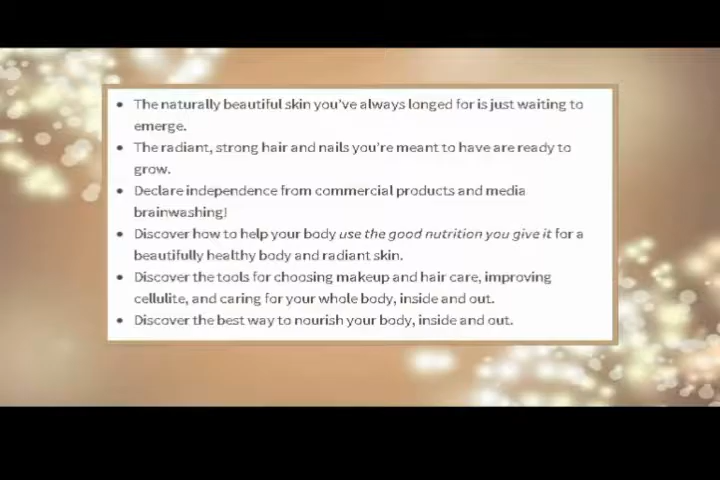 • The naturally beautiful skin you've always longed for is just waiting to
emerge.
• The radiant, strong hair and nails you're meant to have are ready to
grow.
• Declare independence from commercial products and media
brainwashing!
• Discover how to help your body use the good nutrition you give it for a
beautifully healthy body and radiant skin.
• Discover the tools for choosing makeup and hair care, improving
cellulite, and caring for your whole body, inside and out.
• Discover the best way to nourish your body, inside and out.